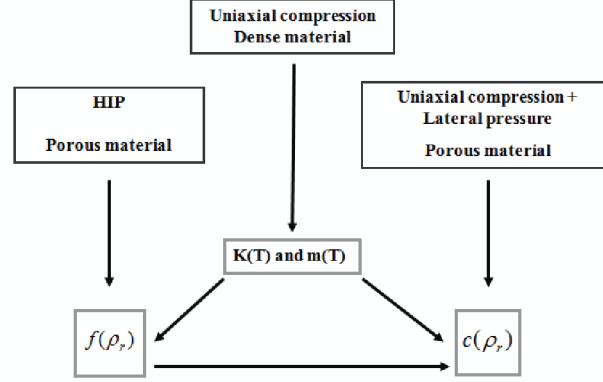 Uniaxial compression
Dense material
HIP
Porous material
Uniaxial compression +
Lateral pressure
Porous material
K(T) and m(T)
f(ρᵣ)
c(ρᵣ)